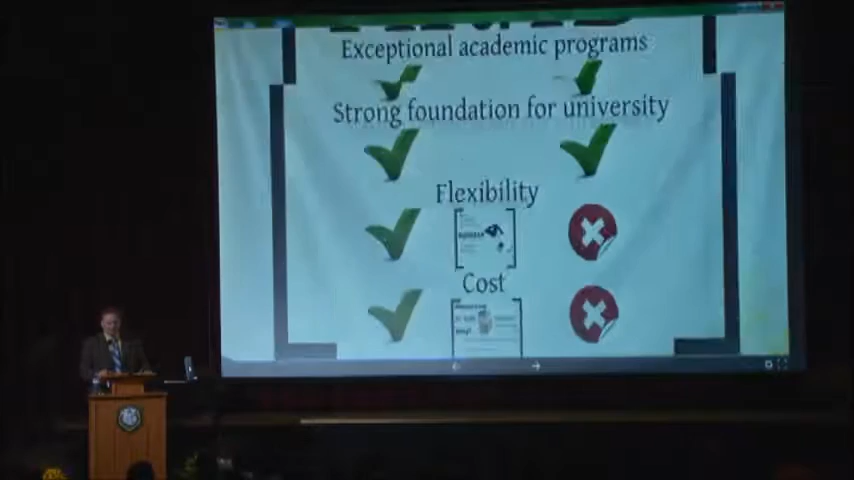 Exceptional academic programs
Strong foundation for university
Flexibility
Cost